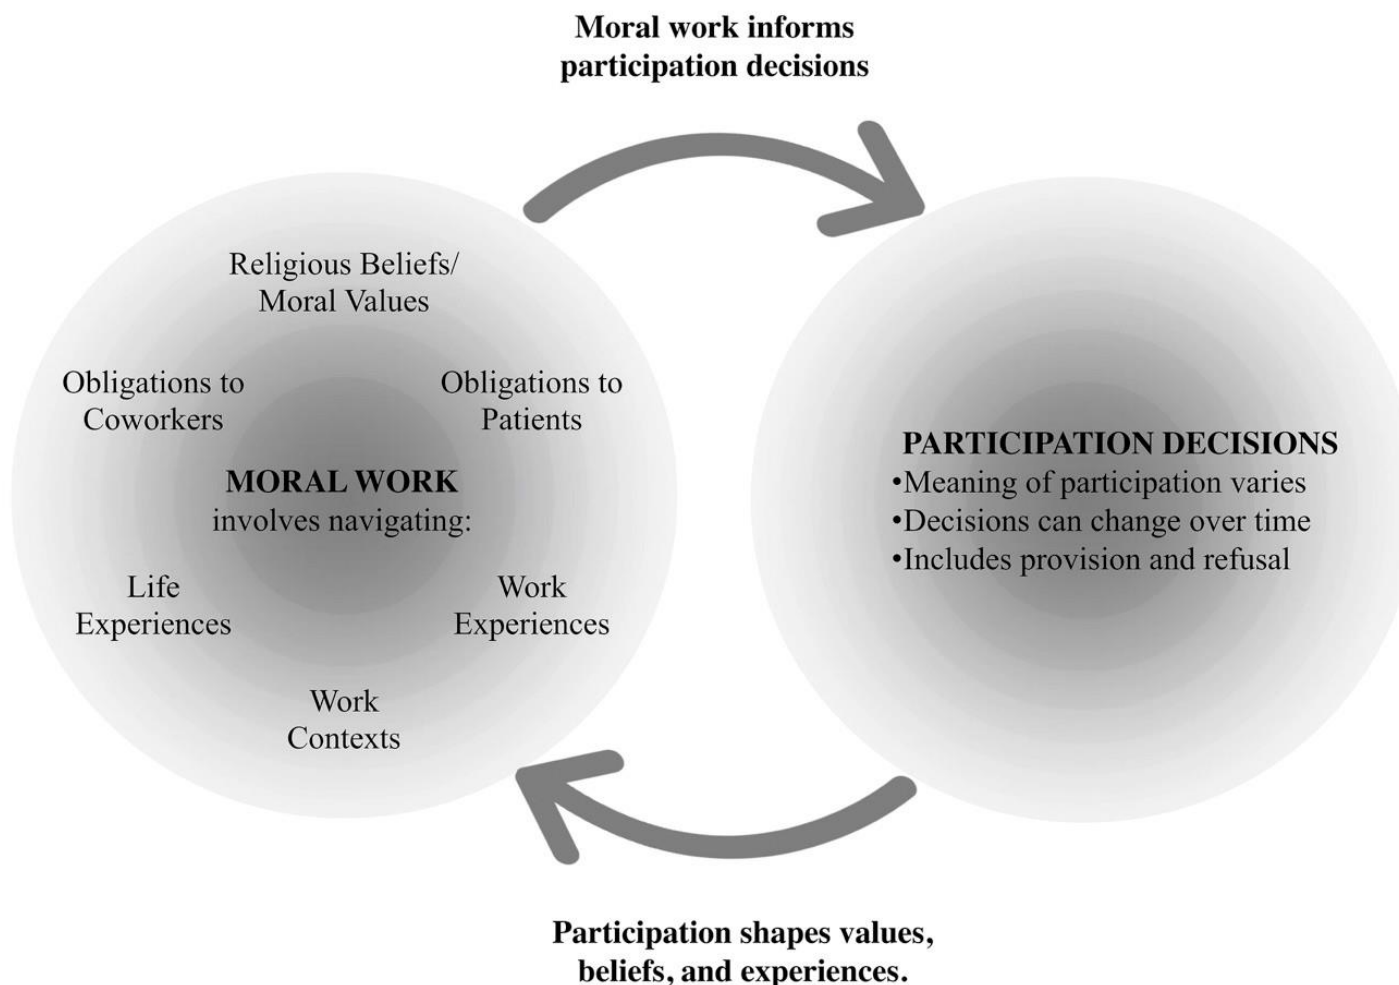 Moral work informs
participation decisions
Religious Beliefs/
Moral Values
Obligations to
Coworkers
Obligations to
Patients
MORAL WORK
involves navigating:
Life
Experiences
Work
Experiences
Work
Contexts
PARTICIPATION DECISIONS
•Meaning of participation varies
•Decisions can change over time
•Includes provision and refusal
Participation shapes values,
beliefs, and experiences.